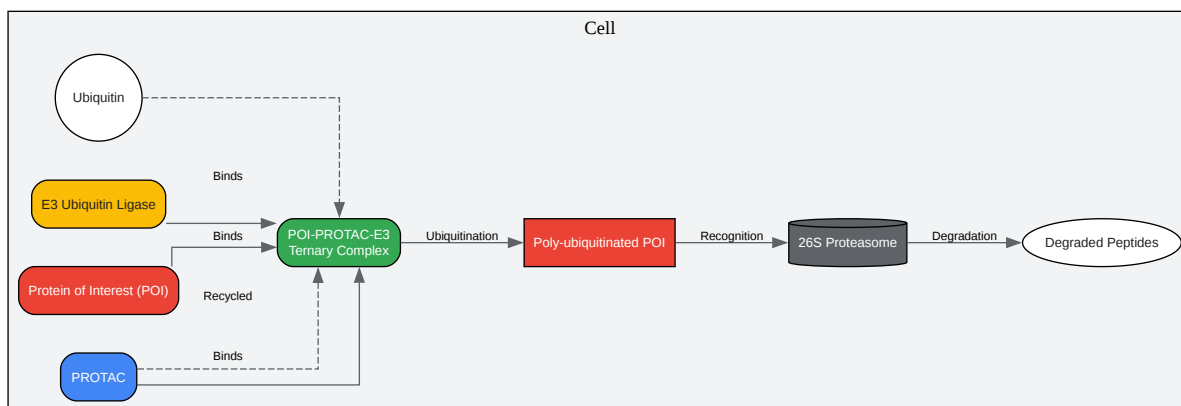 Cell
Ubiquitin
Binds
E3 Ubiquitin Ligase
Binds
POI-PROTAC-E3
Ternary Complex
Ubiquitination
Poly-ubiquitinated POI
Recognition
26S Proteasome
Degradation
Degraded Peptides
Protein of Interest (POI)
Recycled
Binds
PROTAC